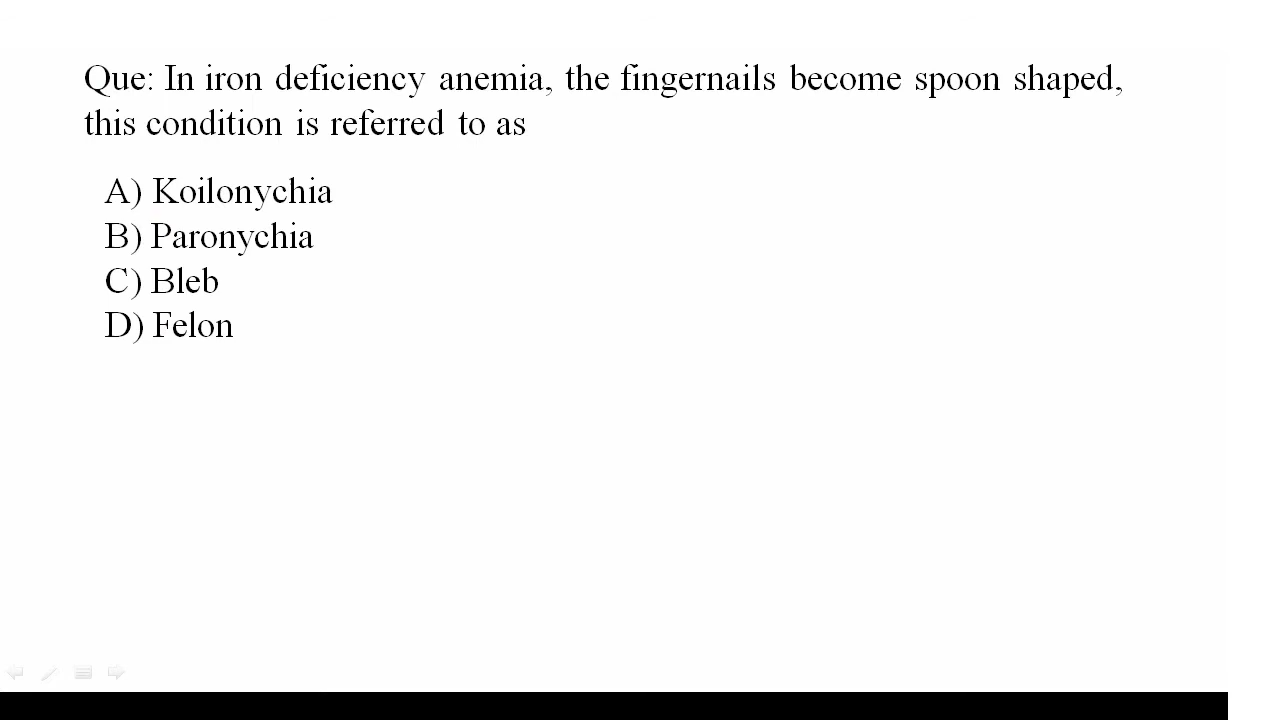 Que: In iron deficiency anemia, the fingernails become spoon shaped,
this condition is referred to as
A) Koilonychia
B) Paronychia
C) Bleb
D) Felon